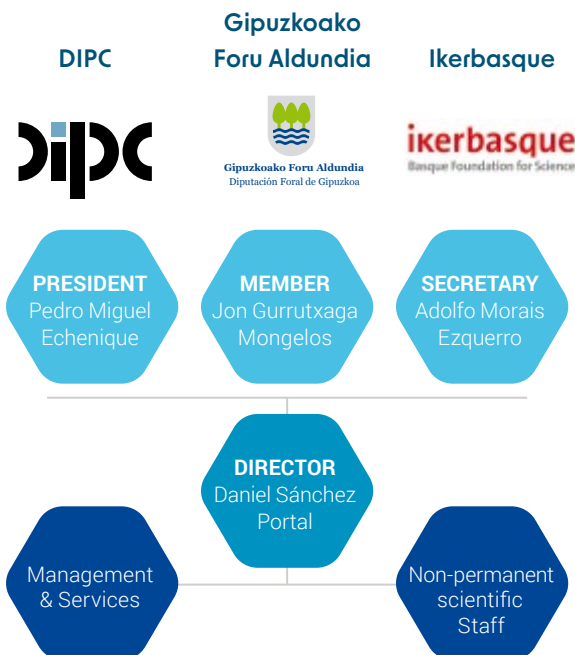 DIPC
Gipuzkoako
Foru Aldundia
Ikerbasque
dipc
Gipuzkoako Foru Aldundia
Diputación Foral de Gipuzkoa
ikerbasque
Basque Foundation for Science
PRESIDENT
Pedro Miguel
Echenique
MEMBER
Jon Gurrutxaga
Mongelos
SECRETARY
Adolfo Morais
Ezquerro
DIRECTOR
Daniel Sánchez
Portal
Management
& Services
Non-permanent
scientific
Staff